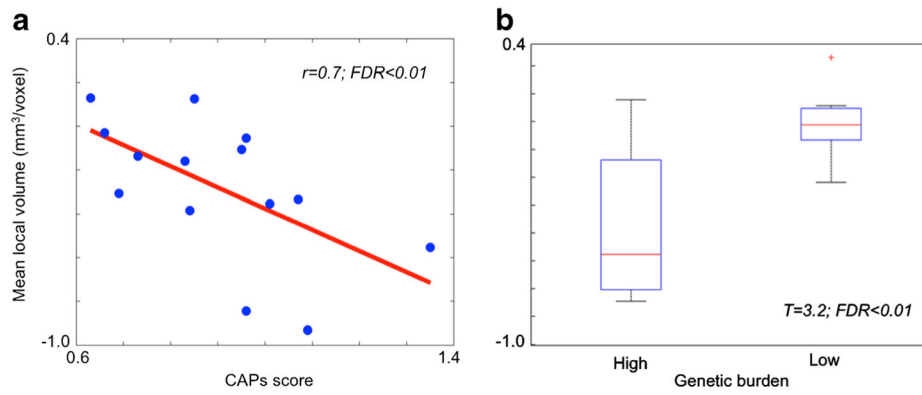 a
0.4
r=0.7; FDR<0.01
Mean local volume (mm³/voxel)
-1.0
0.6
1.4
CAPs score
b
0.4
T=3.2; FDR<0.01
-1.0
High
Low
Genetic burden